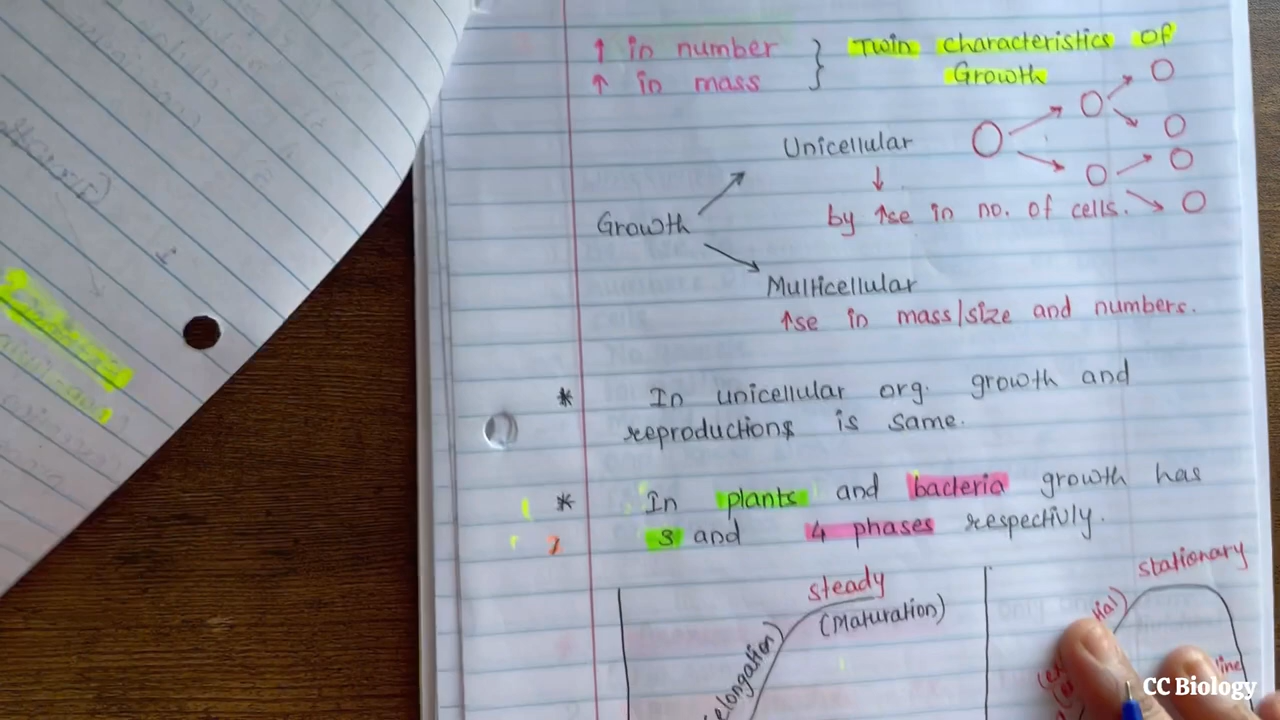 ↑ in number
↑ in mass
} Twin characteristics of
Growth
Unicellular
↓
by ↑se in no. of cells.
Growth
Multicellular
↑se in mass/size and numbers.
* In unicellular org. growth and
reproductions is same.
* In plants and bacteria growth has
3 and 4 phases respectivly.
steady
(Maturation)
elongation)
stationary
CC Biology